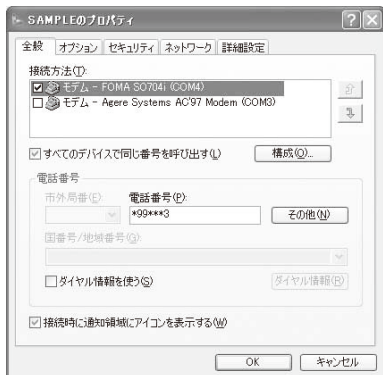 SAMPLEのプロパティ
全般 オプション セキュリティ ネットワーク 詳細設定
接続方法(T):
モデム - FOMA SO704i (COM4)
モデム - Agere Systems AC'97 Modem (COM3)
すべてのデバイスで同じ番号を呼び出す(L) 構成(O)...
電話番号
市外局番(E): 電話番号(P):
*99***3 その他(N)
国番号/地域番号(G):
ダイヤル情報を使う(S) ダイヤル情報(R)
接続時に通知領域にアイコンを表示する(W)
OK キャンセル